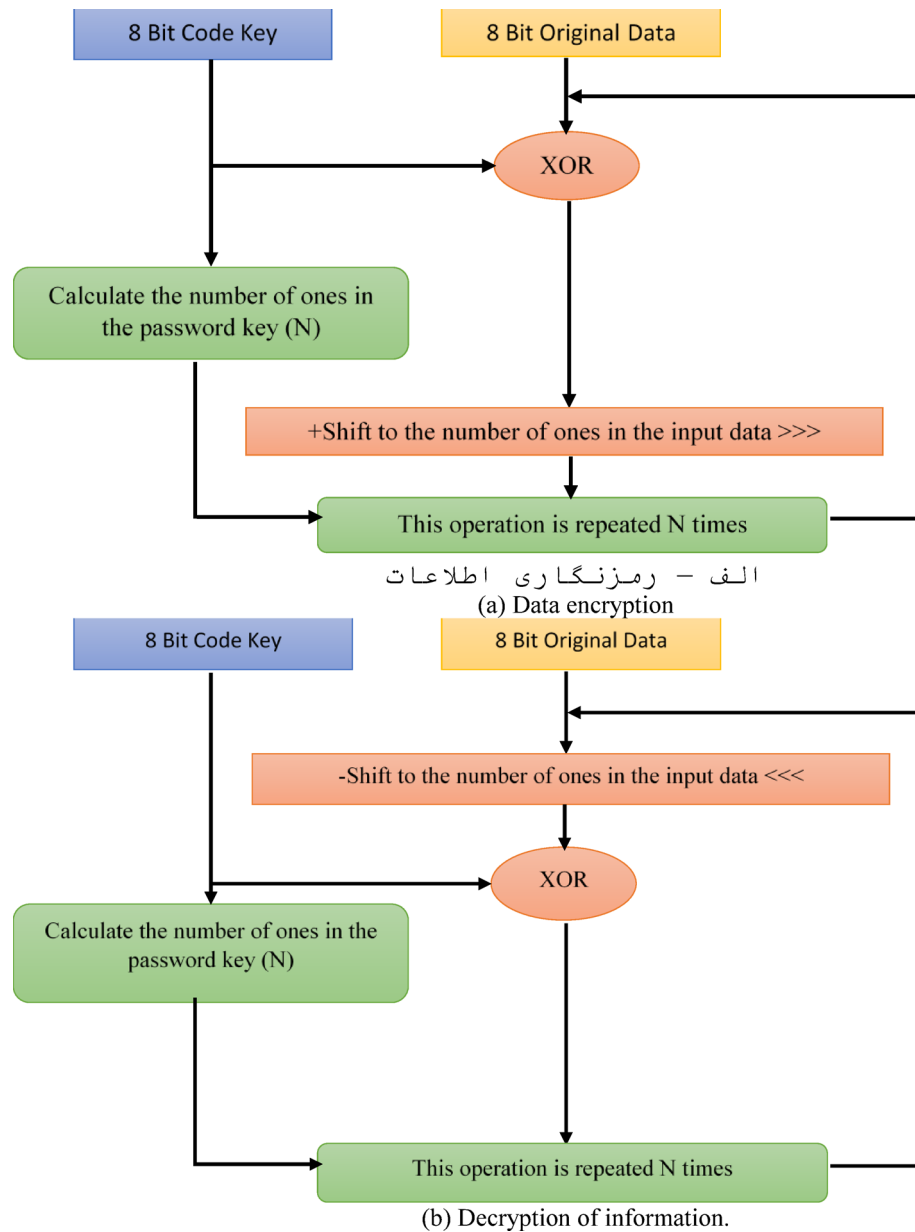 8 Bit Code Key
8 Bit Original Data
XOR
Calculate the number of ones in
the password key (N)
+Shift to the number of ones in the input data >>>
This operation is repeated N times
الف – رمزنگاری اطلاعات
(a) Data encryption
8 Bit Code Key
8 Bit Original Data
-Shift to the number of ones in the input data <<<
XOR
Calculate the number of ones in the
password key (N)
This operation is repeated N times
(b) Decryption of information.